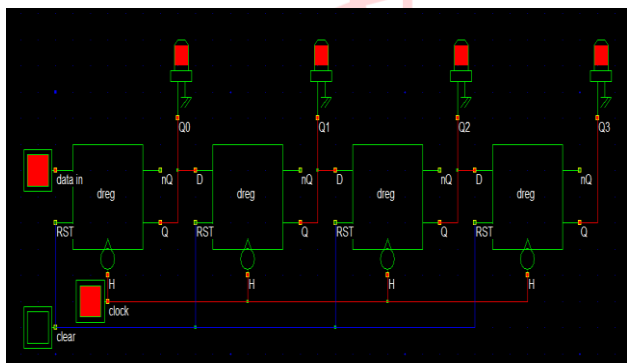 Q0 Q1 Q2 Q3
data in dreg nQ D dreg nQ D dreg nQ D dreg nQ
RST Q RST Q RST Q RST Q
H H H H
clock
clear